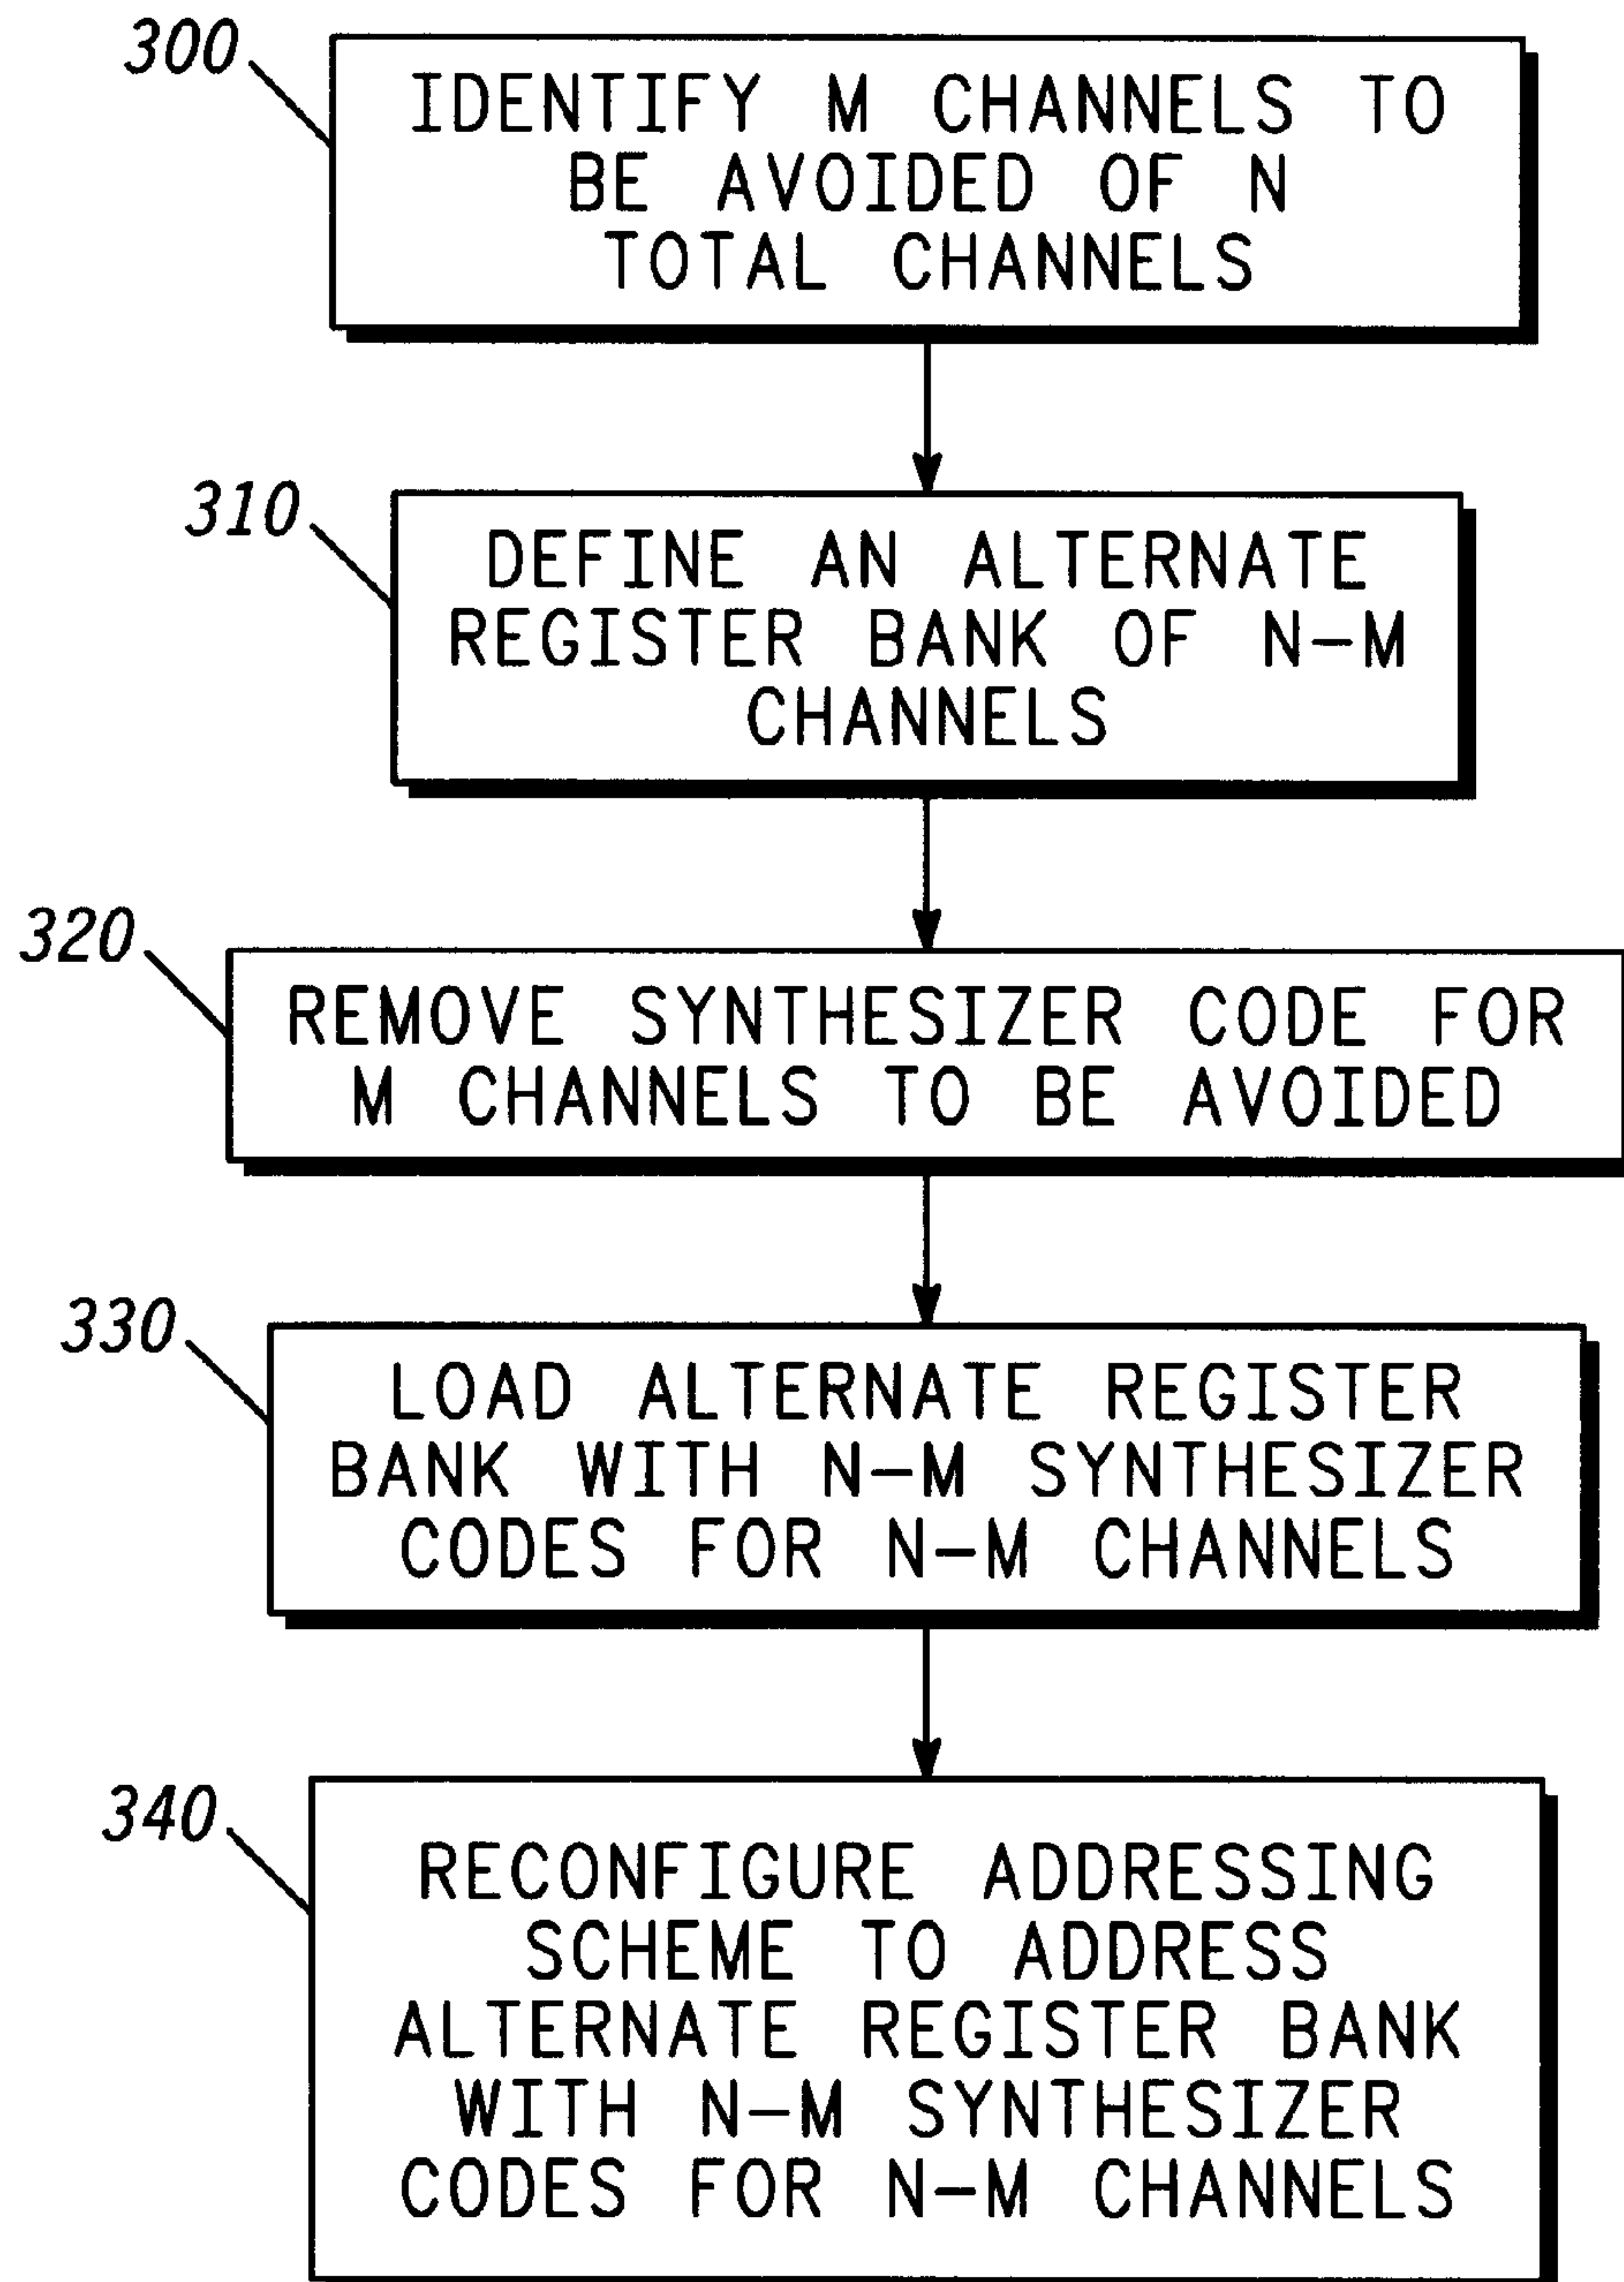 300
IDENTIFY M CHANNELS TO
BE AVOIDED OF N
TOTAL CHANNELS
310
DEFINE AN ALTERNATE
REGISTER BANK OF N-M
CHANNELS
320
REMOVE SYNTHESIZER CODE FOR
M CHANNELS TO BE AVOIDED
330
LOAD ALTERNATE REGISTER
BANK WITH N-M SYNTHESIZER
CODES FOR N-M CHANNELS
340
RECONFIGURE ADDRESSING
SCHEME TO ADDRESS
ALTERNATE REGISTER BANK
WITH N-M SYNTHESIZER
CODES FOR N-M CHANNELS